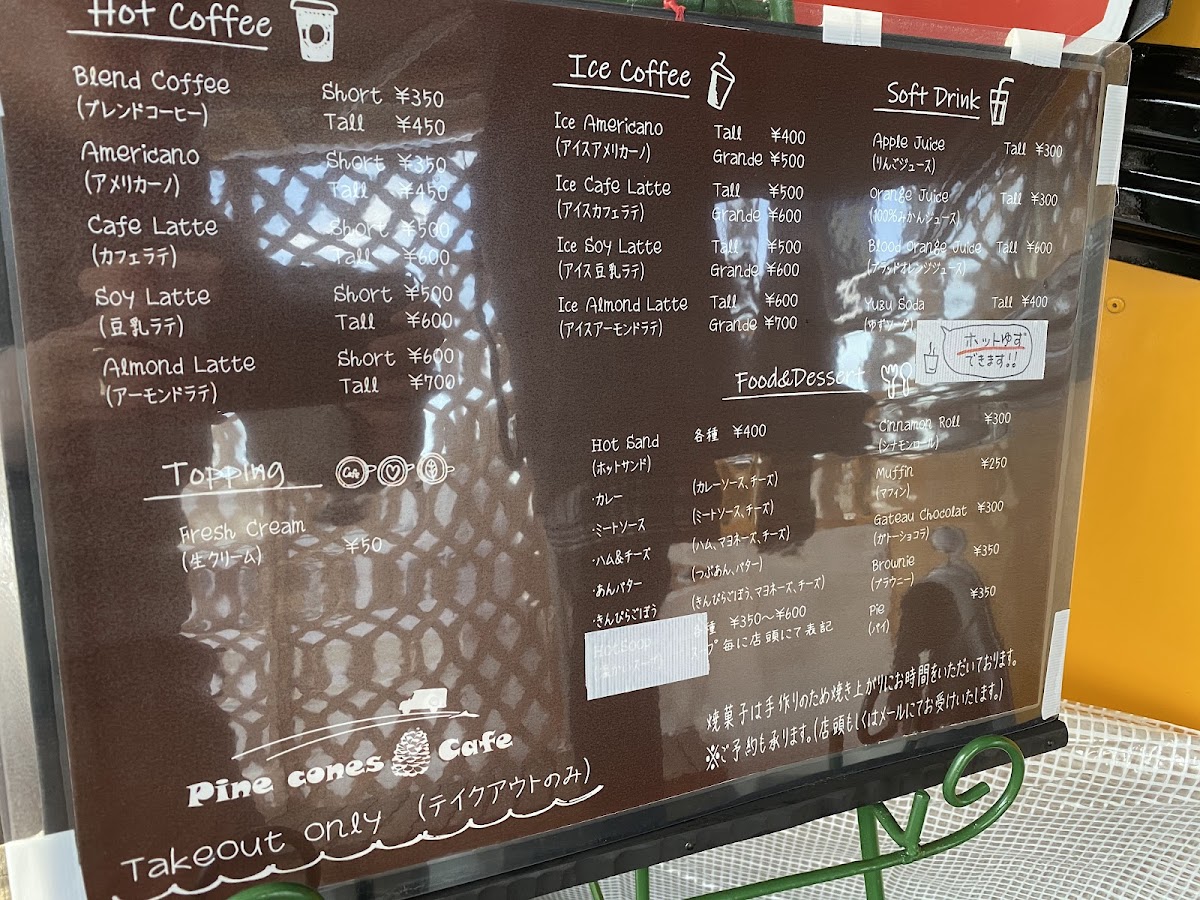 Hot Coffee
Blend Coffee Short ¥350
(ブレンドコーヒー) Tall ¥450
Americano Short ¥350
(アメリカーノ) Tall ¥450
Cafe Latte Short ¥500
(カフェラテ) Tall ¥600
Soy Latte Short ¥500
(豆乳ラテ) Tall ¥600
Almond Latte Short ¥600
(アーモンドラテ) Tall ¥700
Topping
Cafe
Fresh Cream
(生クリーム) ¥50
Ice Coffee
Ice Americano Tall ¥400
(アイスアメリカーノ) Grande ¥500
Ice Cafe Latte Tall ¥500
(アイスカフェラテ) Grande ¥600
Ice Soy Latte Tall ¥500
(アイス豆乳ラテ) Grande ¥600
Ice Almond Latte Tall ¥600
(アイスアーモンドラテ) Grande ¥700
Soft Drink
Apple Juice Tall ¥300
(りんごジュース)
Orange Juice Tall ¥300
(100%みかんジュース)
Blood Orange Juice Tall ¥600
(ブラッドオレンジジュース)
Yuzu Soda Tall ¥400
(ゆずソーダ)
ホットゆず
できます!!
Food&Dessert
Hot Sand 各種 ¥400
(ホットサンド)
・カレー (カレーソース、チーズ)
・ミートソース (ミートソース、チーズ)
・ハム&チーズ (ハム、マヨネーズ、チーズ)
・あんバター (つぶあん、バター)
・きんぴらごぼう (きんぴらごぼう、マヨネーズ、チーズ)
HotSoup 各種 ¥350〜¥600
毎に店頭にて表記
Cinnamon Roll ¥300
(シナモンロール)
Muffin ¥250
(マフィン)
Gateau Chocolat ¥300
(ガトーショコラ)
Brownie ¥350
(ブラウニー)
Pie ¥350
(パイ)
焼菓子は手作りのため焼き上がりにお時間をいただいております。
※ご予約も承ります。(店頭もしくはメールにてお受けいたします。)
Pine cones Cafe
Takeout only (テイクアウトのみ)